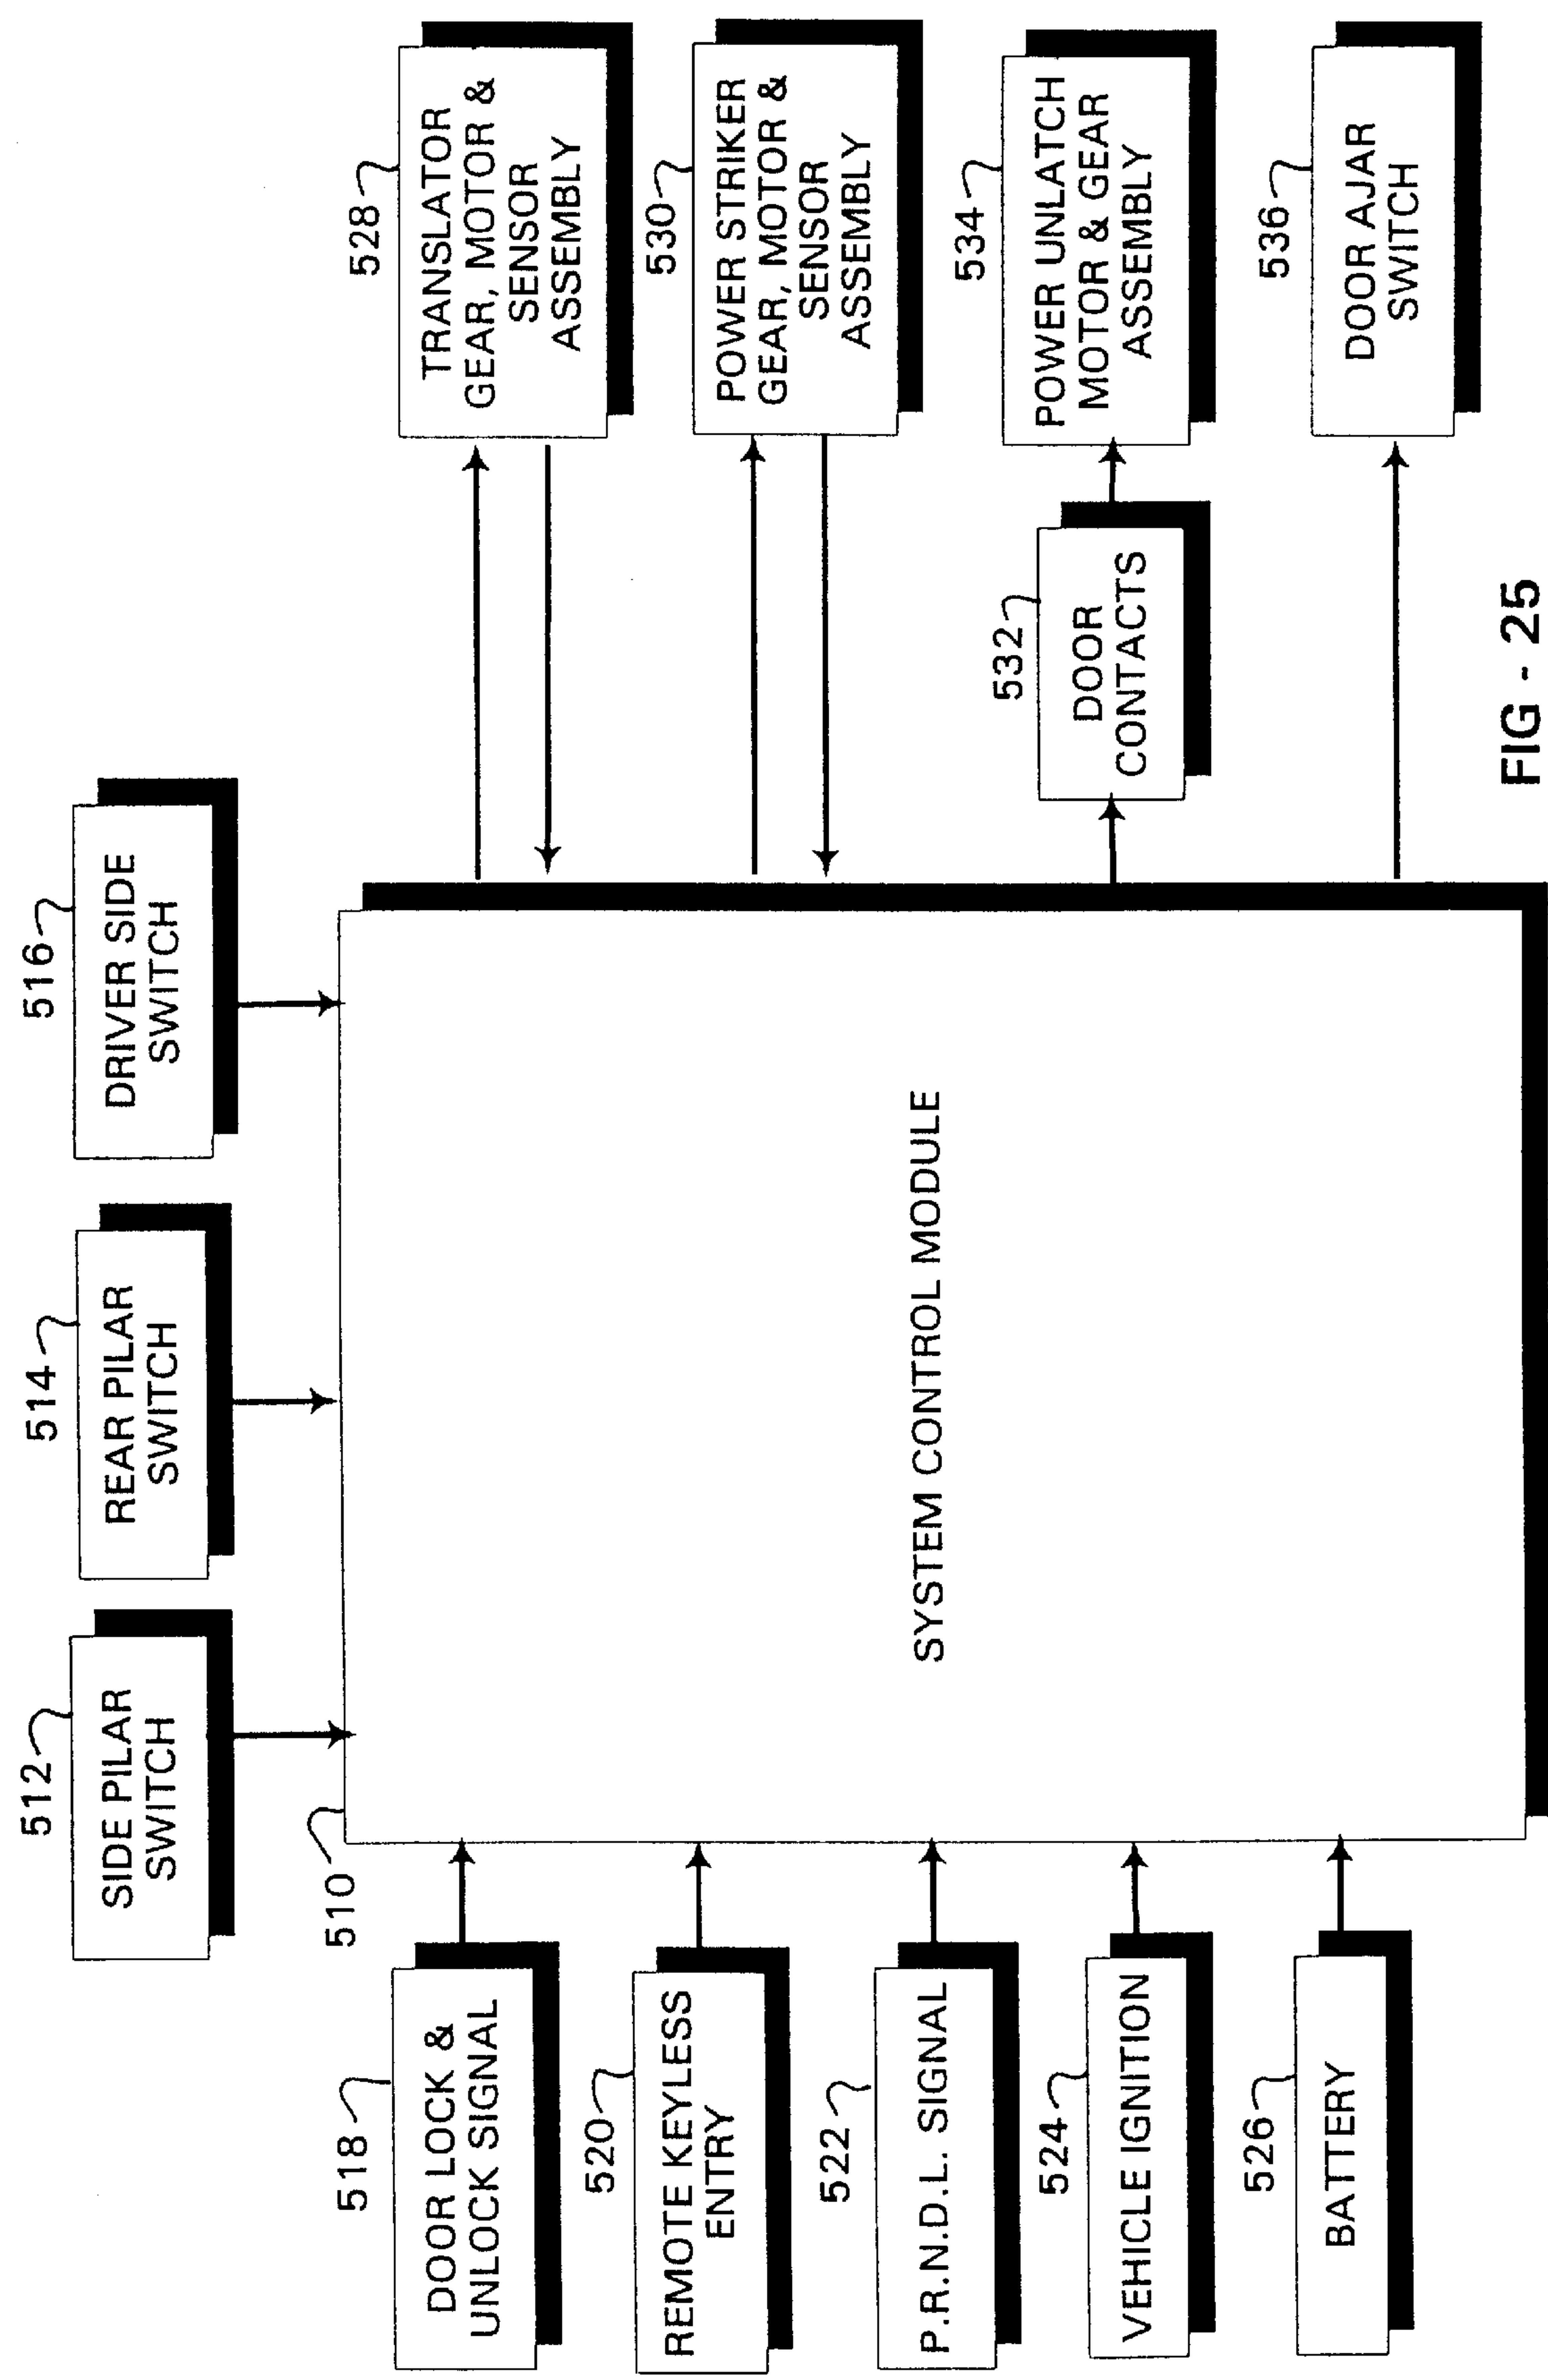 512
SIDE PILAR
SWITCH
514
REAR PILAR
SWITCH
516
DRIVER SIDE
SWITCH
510
SYSTEM CONTROL MODULE
518
DOOR LOCK &
UNLOCK SIGNAL
520
REMOTE KEYLESS
ENTRY
522
P.R.N.D.L. SIGNAL
524
VEHICLE IGNITION
526
BATTERY
528
TRANSLATOR
GEAR, MOTOR &
SENSOR
ASSEMBLY
530
POWER STRIKER
GEAR, MOTOR &
SENSOR
ASSEMBLY
532
DOOR
CONTACTS
534
POWER UNLATCH
MOTOR & GEAR
ASSEMBLY
536
DOOR AJAR
SWITCH
FIG - 25